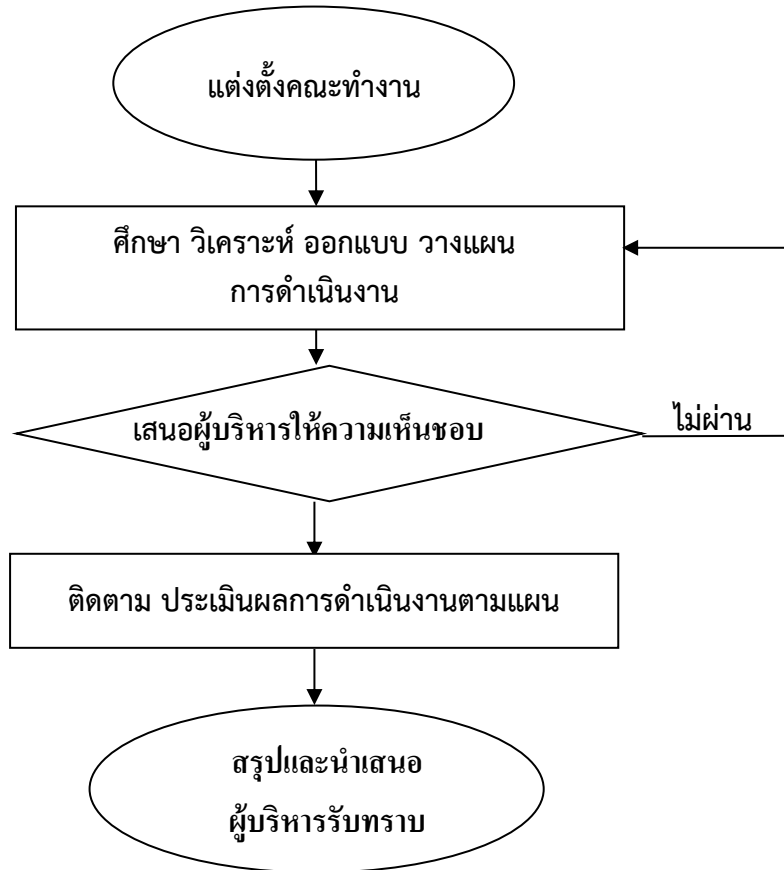 แต่งตั้งคณะทำงาน
ศึกษา วิเคราะห์ ออกแบบ วางแผน
การดำเนินงาน
เสนอผู้บริหารให้ความเห็นชอบ
ไม่ผ่าน
ติดตาม ประเมินผลการดำเนินงานตามแผน
สรุปและนำเสนอ
ผู้บริหารรับทราบ